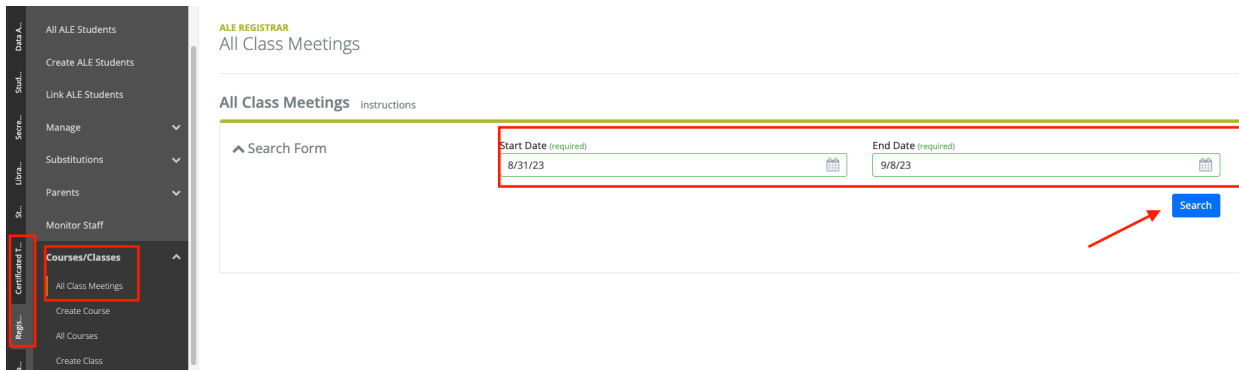 Data A...
Stud...
Secre...
Libra...
St...
Certificated T...
Regis...
All ALE Students
Create ALE Students
Link ALE Students
Manage
Substitutions
Parents
Monitor Staff
Courses/Classes
All Class Meetings
Create Course
All Courses
Create Class
ALE REGISTRAR
All Class Meetings
All Class Meetings instructions
Search Form
Start Date (required)
8/31/23
End Date (required)
9/8/23
Search